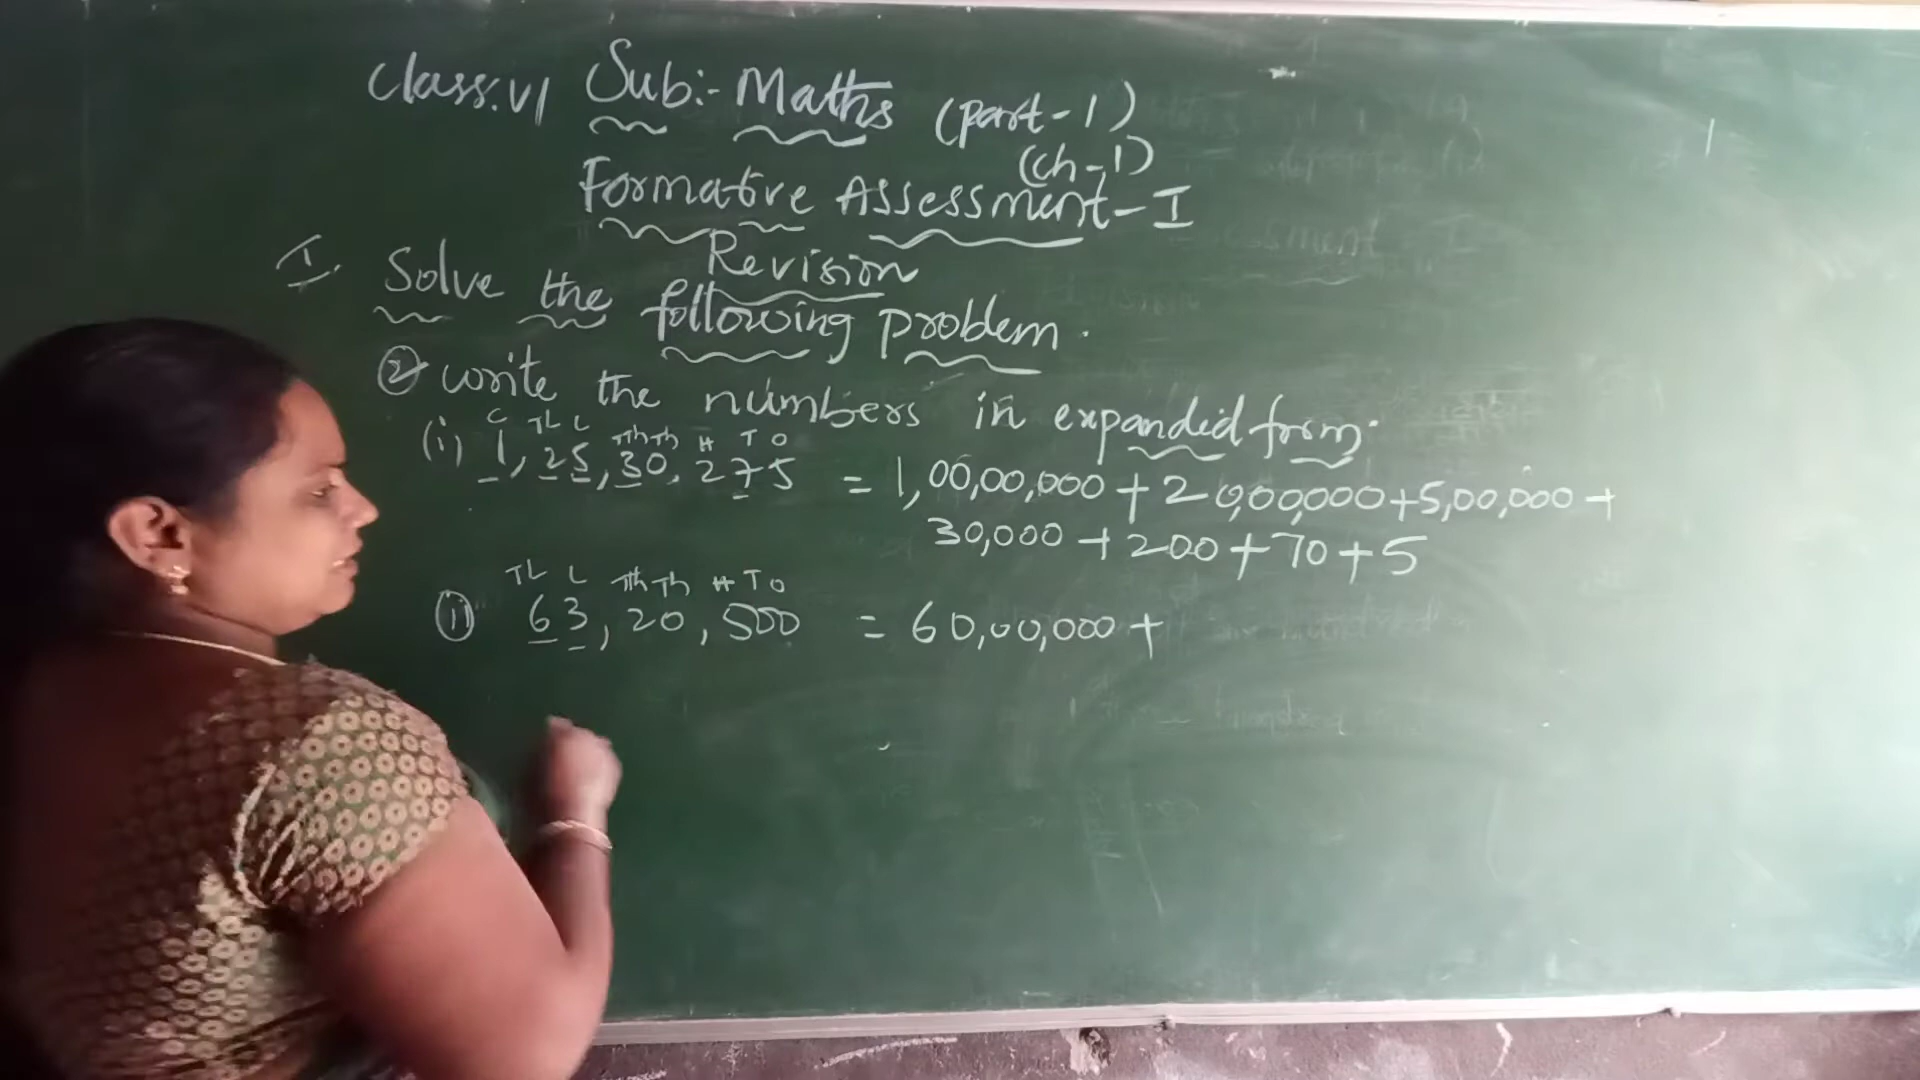 Class: VI Sub:- Maths (part-1)
(ch-1)
Formative Assessment-I
Revision
I. Solve the following problem.
② write the numbers in expanded form.
C TL L TTh Th H T O
(i) 1,25,30,275 = 1,00,00,000 + 20,00,000 + 5,00,000 +
30,000 + 200 + 70 + 5
TL L TTh Th H T O
(ii) 63,20,500 = 60,00,000 +